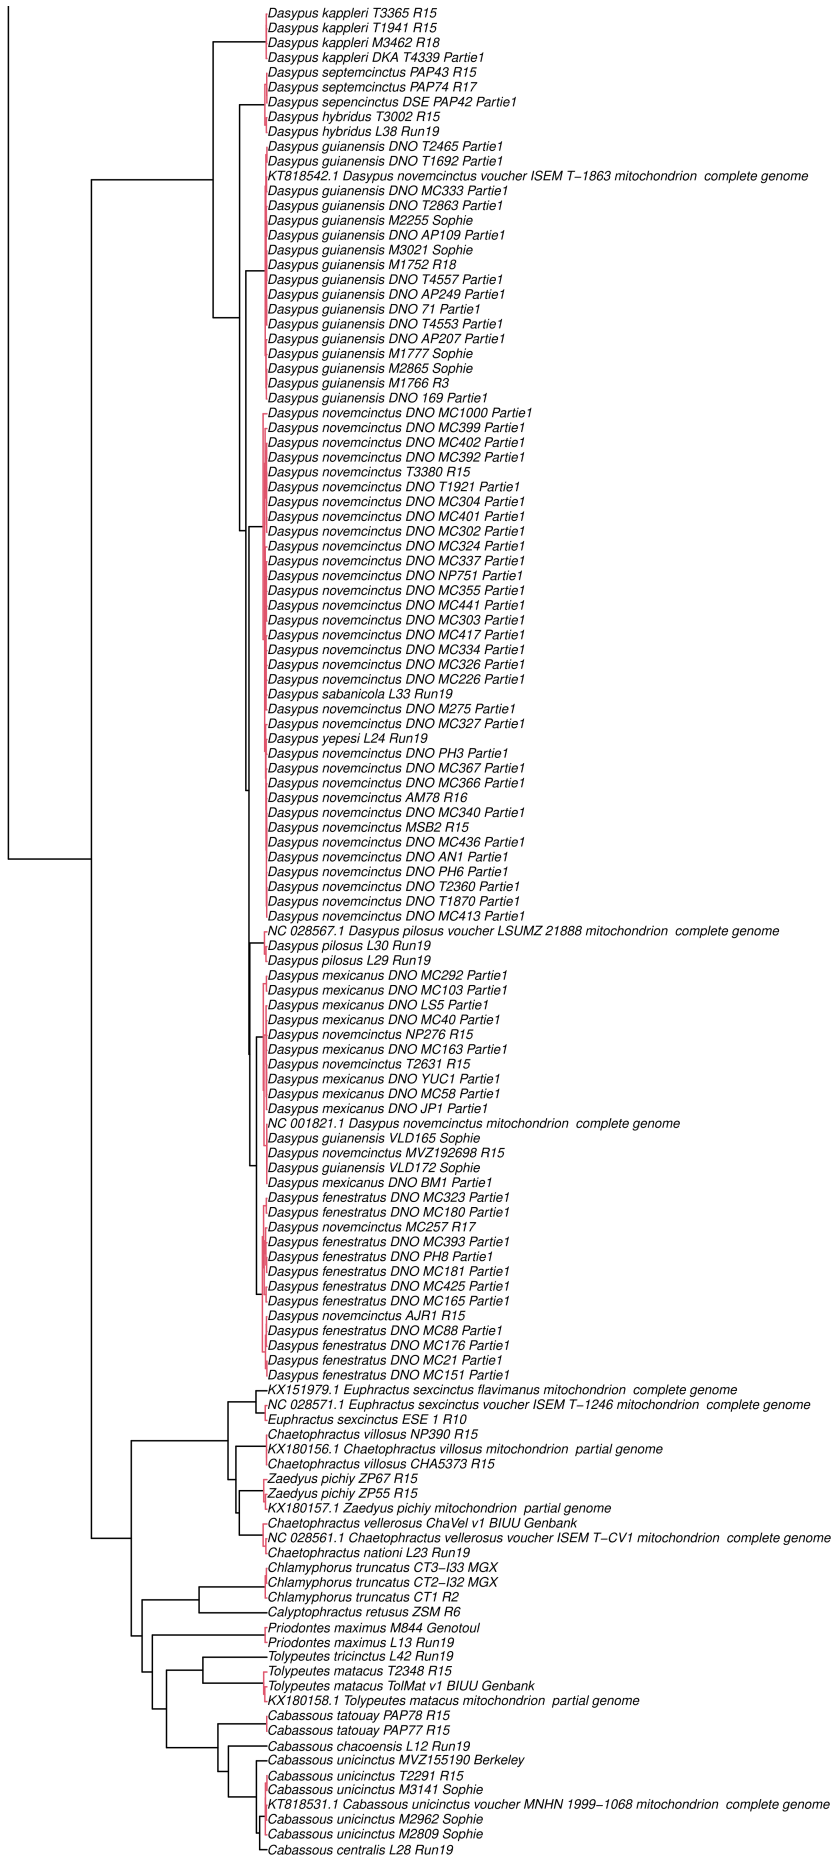 Dasypus kappleri T3365 R15
Dasypus kappleri T1941 R15
Dasypus kappleri M3462 R18
Dasypus kappleri DKA T4339 Partie1
Dasypus septemcinctus PAP43 R15
Dasypus septemcinctus PAP74 R17
Dasypus sepencinctus DSE PAP42 Partie1
Dasypus hybridus T3002 R15
Dasypus hybridus L38 Run19
Dasypus guianensis DNO T2465 Partie1
Dasypus guianensis DNO T1692 Partie1
KT818542.1 Dasypus novemcinctus voucher ISEM T−1863 mitochondrion complete genome
Dasypus guianensis DNO MC333 Partie1
Dasypus guianensis DNO T2863 Partie1
Dasypus guianensis M2255 Sophie
Dasypus guianensis DNO AP109 Partie1
Dasypus guianensis M3021 Sophie
Dasypus guianensis M1752 R18
Dasypus guianensis DNO T4557 Partie1
Dasypus guianensis DNO AP249 Partie1
Dasypus guianensis DNO 71 Partie1
Dasypus guianensis DNO T4553 Partie1
Dasypus guianensis DNO AP207 Partie1
Dasypus guianensis M1777 Sophie
Dasypus guianensis M2865 Sophie
Dasypus guianensis M1766 R3
Dasypus guianensis DNO 169 Partie1
Dasypus novemcinctus DNO MC1000 Partie1
Dasypus novemcinctus DNO MC399 Partie1
Dasypus novemcinctus DNO MC402 Partie1
Dasypus novemcinctus DNO MC392 Partie1
Dasypus novemcinctus T3380 R15
Dasypus novemcinctus DNO T1921 Partie1
Dasypus novemcinctus DNO MC304 Partie1
Dasypus novemcinctus DNO MC401 Partie1
Dasypus novemcinctus DNO MC302 Partie1
Dasypus novemcinctus DNO MC324 Partie1
Dasypus novemcinctus DNO MC337 Partie1
Dasypus novemcinctus DNO NP751 Partie1
Dasypus novemcinctus DNO MC355 Partie1
Dasypus novemcinctus DNO MC441 Partie1
Dasypus novemcinctus DNO MC303 Partie1
Dasypus novemcinctus DNO MC417 Partie1
Dasypus novemcinctus DNO MC334 Partie1
Dasypus novemcinctus DNO MC326 Partie1
Dasypus novemcinctus DNO MC226 Partie1
Dasypus sabanicola L33 Run19
Dasypus novemcinctus DNO M275 Partie1
Dasypus novemcinctus DNO MC327 Partie1
Dasypus yepesi L24 Run19
Dasypus novemcinctus DNO PH3 Partie1
Dasypus novemcinctus DNO MC367 Partie1
Dasypus novemcinctus DNO MC366 Partie1
Dasypus novemcinctus AM78 R16
Dasypus novemcinctus DNO MC340 Partie1
Dasypus novemcinctus MSB2 R15
Dasypus novemcinctus DNO MC436 Partie1
Dasypus novemcinctus DNO AN1 Partie1
Dasypus novemcinctus DNO PH6 Partie1
Dasypus novemcinctus DNO T2360 Partie1
Dasypus novemcinctus DNO T1870 Partie1
Dasypus novemcinctus DNO MC413 Partie1
NC 028567.1 Dasypus pilosus voucher LSUMZ 21888 mitochondrion complete genome
Dasypus pilosus L30 Run19
Dasypus pilosus L29 Run19
Dasypus mexicanus DNO MC292 Partie1
Dasypus mexicanus DNO MC103 Partie1
Dasypus mexicanus DNO LS5 Partie1
Dasypus mexicanus DNO MC40 Partie1
Dasypus novemcinctus NP276 R15
Dasypus mexicanus DNO MC163 Partie1
Dasypus novemcinctus T2631 R15
Dasypus mexicanus DNO YUC1 Partie1
Dasypus mexicanus DNO MC58 Partie1
Dasypus mexicanus DNO JP1 Partie1
NC 001821.1 Dasypus novemcinctus mitochondrion complete genome
Dasypus guianensis VLD165 Sophie
Dasypus novemcinctus MVZ192698 R15
Dasypus guianensis VLD172 Sophie
Dasypus mexicanus DNO BM1 Partie1
Dasypus fenestratus DNO MC323 Partie1
Dasypus fenestratus DNO MC180 Partie1
Dasypus novemcinctus MC257 R17
Dasypus fenestratus DNO MC393 Partie1
Dasypus fenestratus DNO PH8 Partie1
Dasypus fenestratus DNO MC181 Partie1
Dasypus fenestratus DNO MC425 Partie1
Dasypus fenestratus DNO MC165 Partie1
Dasypus novemcinctus AJR1 R15
Dasypus fenestratus DNO MC88 Partie1
Dasypus fenestratus DNO MC176 Partie1
Dasypus fenestratus DNO MC21 Partie1
Dasypus fenestratus DNO MC151 Partie1
KX151979.1 Euphractus sexcinctus flavimanus mitochondrion complete genome
NC 028571.1 Euphractus sexcinctus voucher ISEM T−1246 mitochondrion complete genome
Euphractus sexcinctus ESE 1 R10
Chaetophractus villosus NP390 R15
KX180156.1 Chaetophractus villosus mitochondrion partial genome
Chaetophractus villosus CHA5373 R15
Zaedyus pichiy ZP67 R15
Zaedyus pichiy ZP55 R15
KX180157.1 Zaedyus pichiy mitochondrion partial genome
Chaetophractus vellerosus ChaVel v1 BIUU Genbank
NC 028561.1 Chaetophractus vellerosus voucher ISEM T−CV1 mitochondrion complete genome
Chaetophractus nationi L23 Run19
Chlamyphorus truncatus CT3−I33 MGX
Chlamyphorus truncatus CT2−I32 MGX
Chlamyphorus truncatus CT1 R2
Calyptophractus retusus ZSM R6
Priodontes maximus M844 Genotoul
Priodontes maximus L13 Run19
Tolypeutes tricinctus L42 Run19
Tolypeutes matacus T2348 R15
Tolypeutes matacus TolMat v1 BIUU Genbank
KX180158.1 Tolypeutes matacus mitochondrion partial genome
Cabassous tatouay PAP78 R15
Cabassous tatouay PAP77 R15
Cabassous chacoensis L12 Run19
Cabassous unicinctus MVZ155190 Berkeley
Cabassous unicinctus T2291 R15
Cabassous unicinctus M3141 Sophie
KT818531.1 Cabassous unicinctus voucher MNHN 1999−1068 mitochondrion complete genome
Cabassous unicinctus M2962 Sophie
Cabassous unicinctus M2809 Sophie
Cabassous centralis L28 Run19